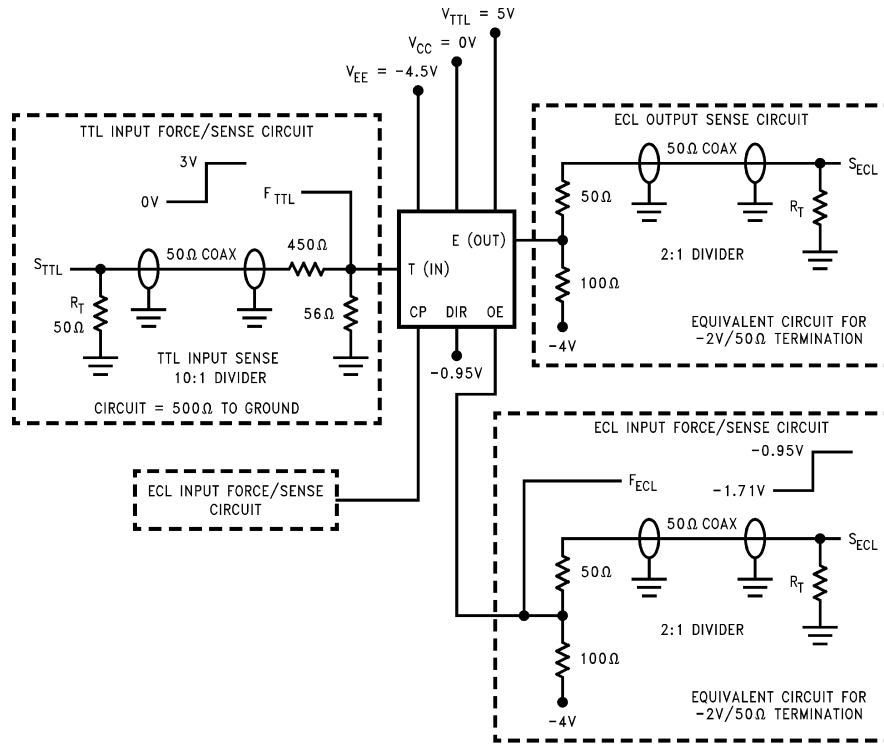 V_TTL = 5V
V_CC = 0V
V_EE = -4.5V
TTL INPUT FORCE/SENSE CIRCUIT
3V
0V
F_TTL
S_TTL
50Ω COAX
450Ω
R_T
50Ω
56Ω
TTL INPUT SENSE
10:1 DIVIDER
CIRCUIT = 500Ω TO GROUND
T (IN)
E (OUT)
CP
DIR
OE
-0.95V
ECL OUTPUT SENSE CIRCUIT
50Ω COAX
S_ECL
50Ω
R_T
2:1 DIVIDER
100Ω
-4V
EQUIVALENT CIRCUIT FOR
-2V/50Ω TERMINATION
ECL INPUT FORCE/SENSE
CIRCUIT
ECL INPUT FORCE/SENSE CIRCUIT
-0.95V
-1.71V
F_ECL
50Ω COAX
S_ECL
50Ω
R_T
2:1 DIVIDER
100Ω
-4V
EQUIVALENT CIRCUIT FOR
-2V/50Ω TERMINATION